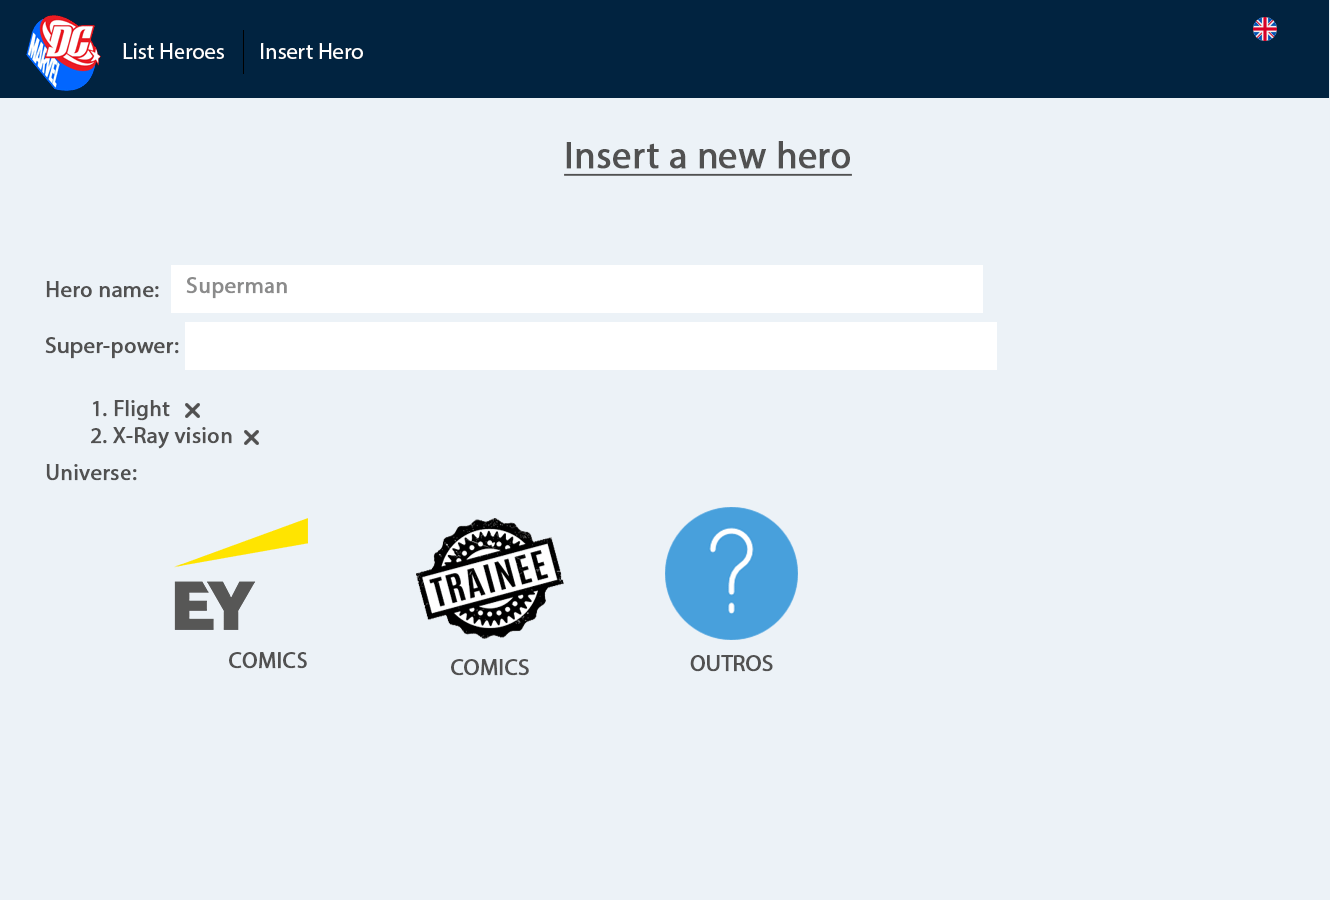 DC
MARVEL
List Heroes
Insert Hero
Insert a new hero
Hero name:
Superman
Super-power:
1. Flight
2. X-Ray vision
Universe:
EY
COMICS
TRAINEE
COMICS
?
OUTROS